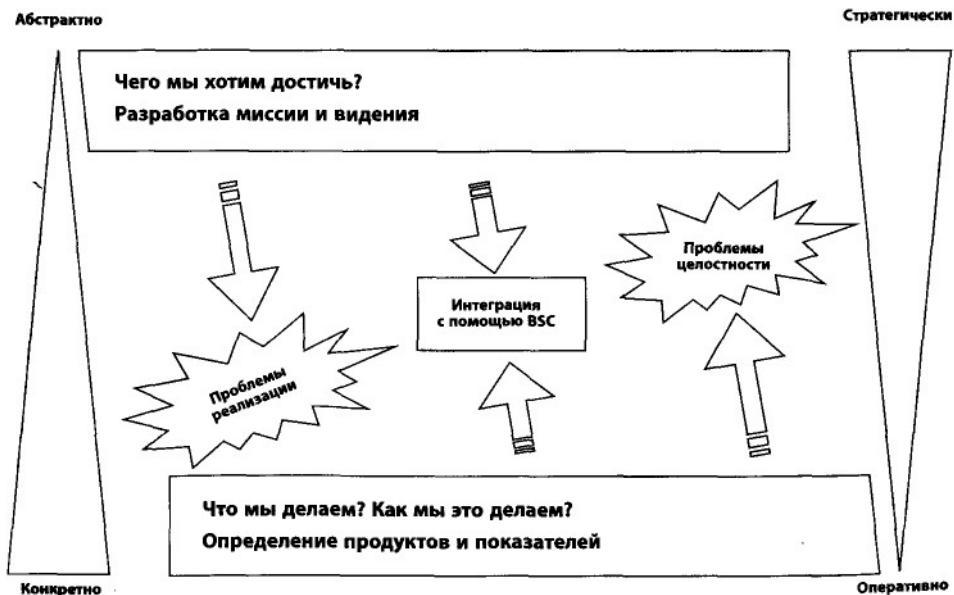 Абстрактно
Стратегически
Чего мы хотим достичь?
Разработка миссии и видения
Проблемы
целостности
Интеграция
с помощью BSC
Проблемы
реализации
Что мы делаем? Как мы это делаем?
Определение продуктов и показателей
Конкретно
Оперативно